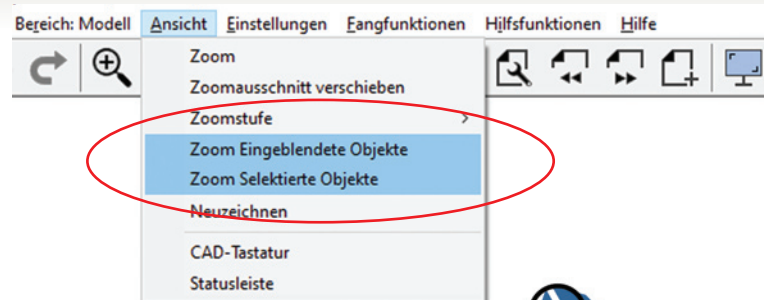 Bereich: Modell Ansicht Einstellungen Fangfunktionen Hilfsfunktionen Hilfe
Zoom
Zoomausschnitt verschieben
Zoomstufe
Zoom Eingeblendete Objekte
Zoom Selektierte Objekte
Neuzeichnen
CAD-Tastatur
Statusleiste